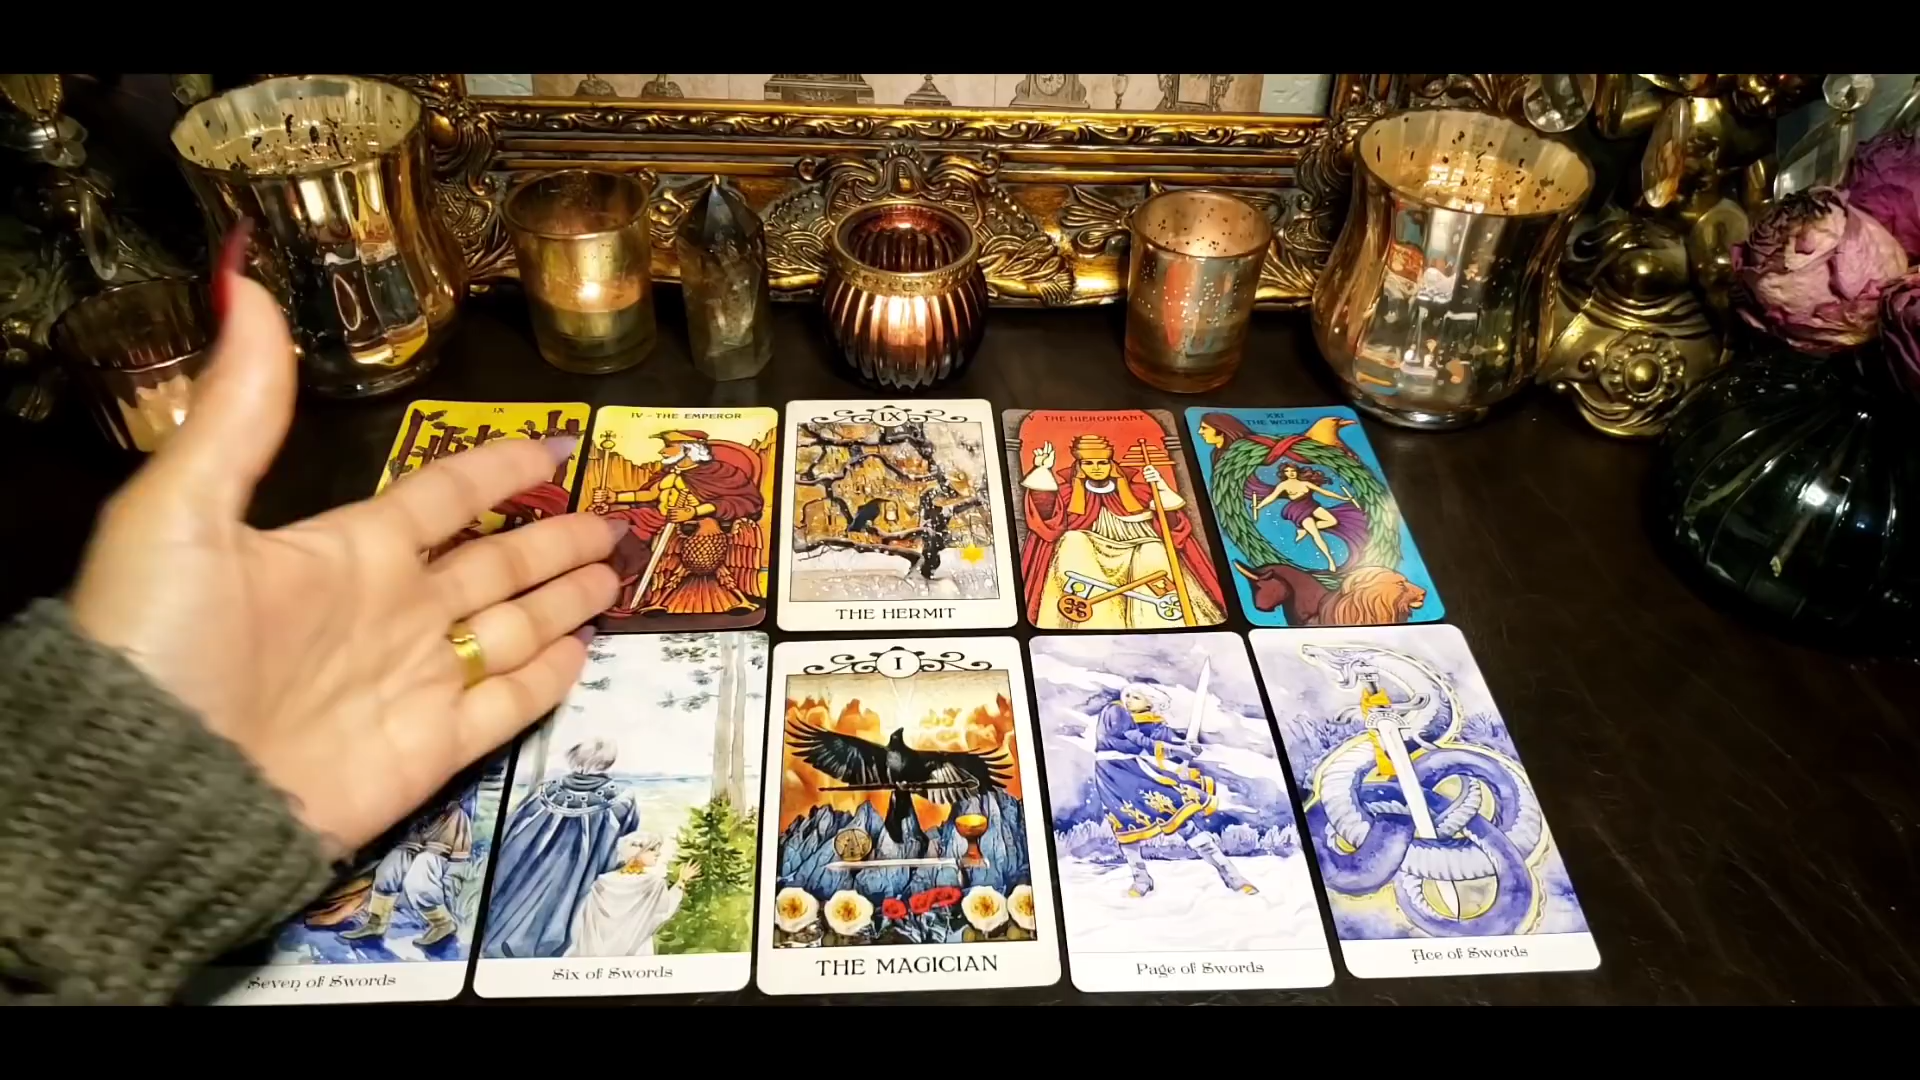 IX
IV - THE EMPEROR
IX
THE HERMIT
V THE HIEROPHANT
XXI
THE WORLD
Seven of Swords
Six of Swords
I
THE MAGICIAN
Page of Swords
Ace of Swords